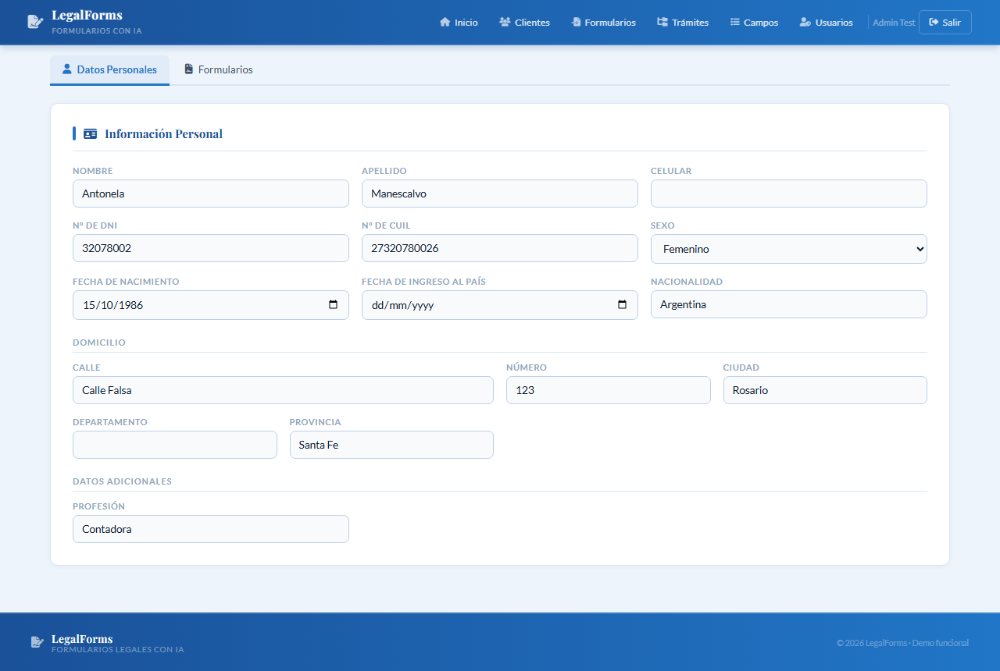 LegalForms
FORMULARIOS CON IA
Inicio Clientes Formularios Trámites Campos Usuarios Admin Test Salir
Datos Personales Formularios
Información Personal
NOMBRE APELLIDO CELULAR
Antonela Manescalvo
Nº DE DNI Nº DE CUIL SEXO
32078002 27320780026 Femenino
FECHA DE NACIMIENTO FECHA DE INGRESO AL PAÍS NACIONALIDAD
15/10/1986 dd/mm/yyyy Argentina
DOMICILIO
CALLE NÚMERO CIUDAD
Calle Falsa 123 Rosario
DEPARTAMENTO PROVINCIA
Santa Fe
DATOS ADICIONALES
PROFESIÓN
Contadora
LegalForms
FORMULARIOS LEGALES CON IA
© 2026 LegalForms · Demo funcional